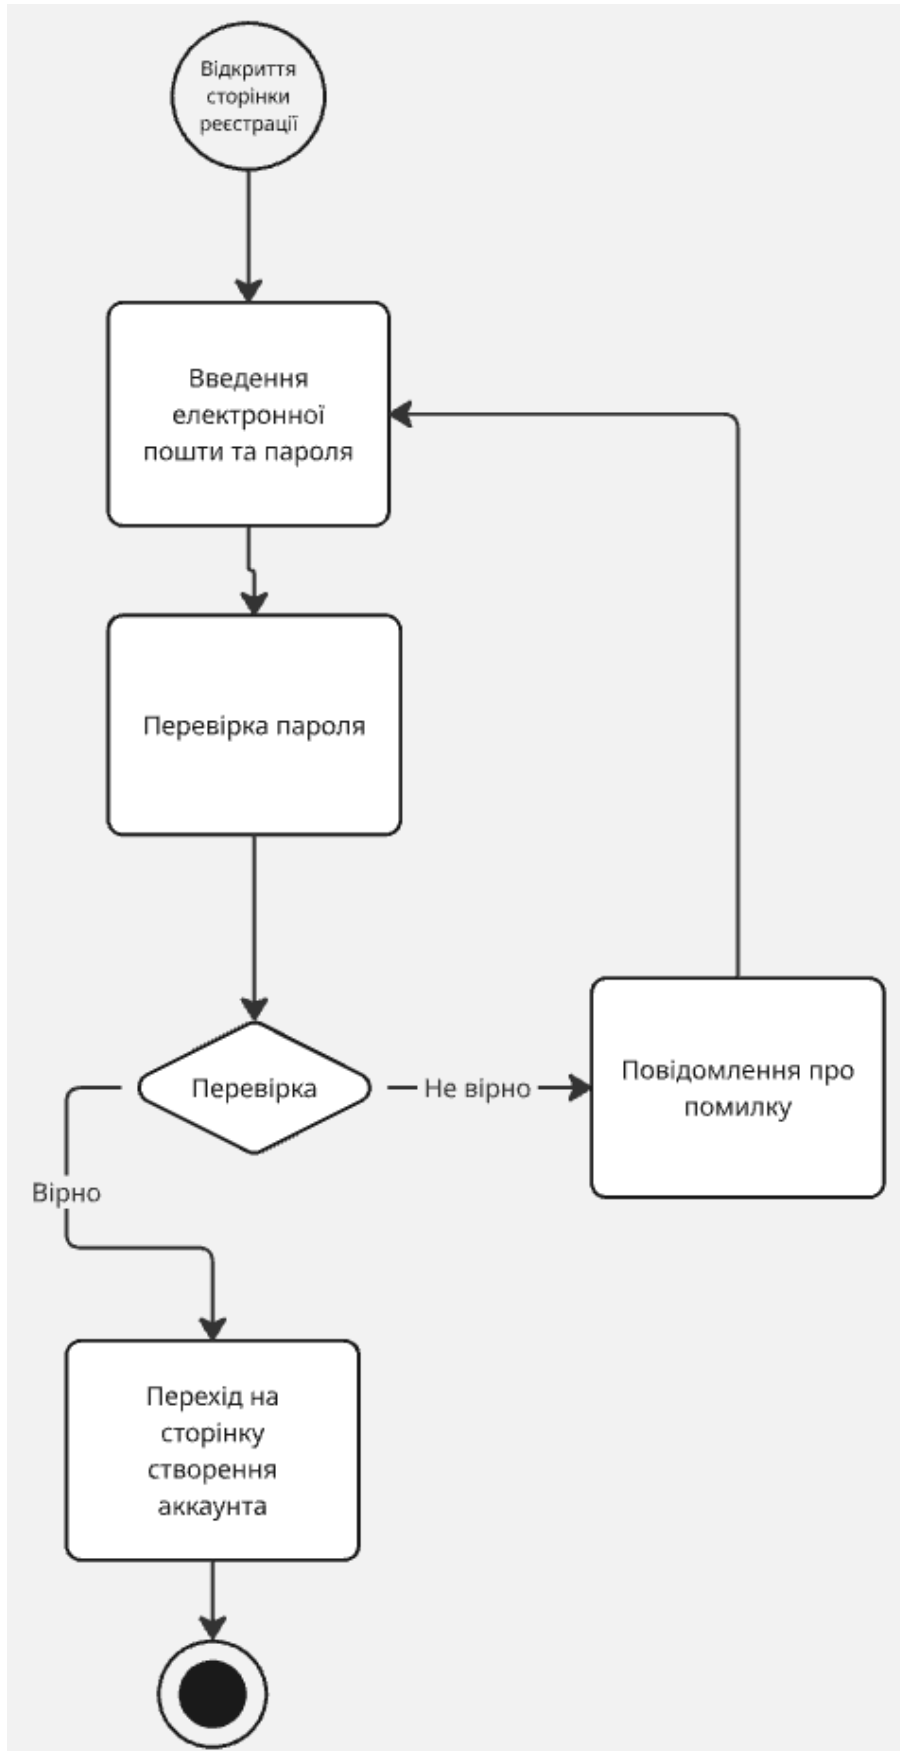 Відкриття
сторінки
реєстрації
Введення
електронної
пошти та пароля
Перевірка пароля
Перевірка
Не вірно
Повідомлення про
помилку
Вірно
Перехід на
сторінку
створення
аккаунта